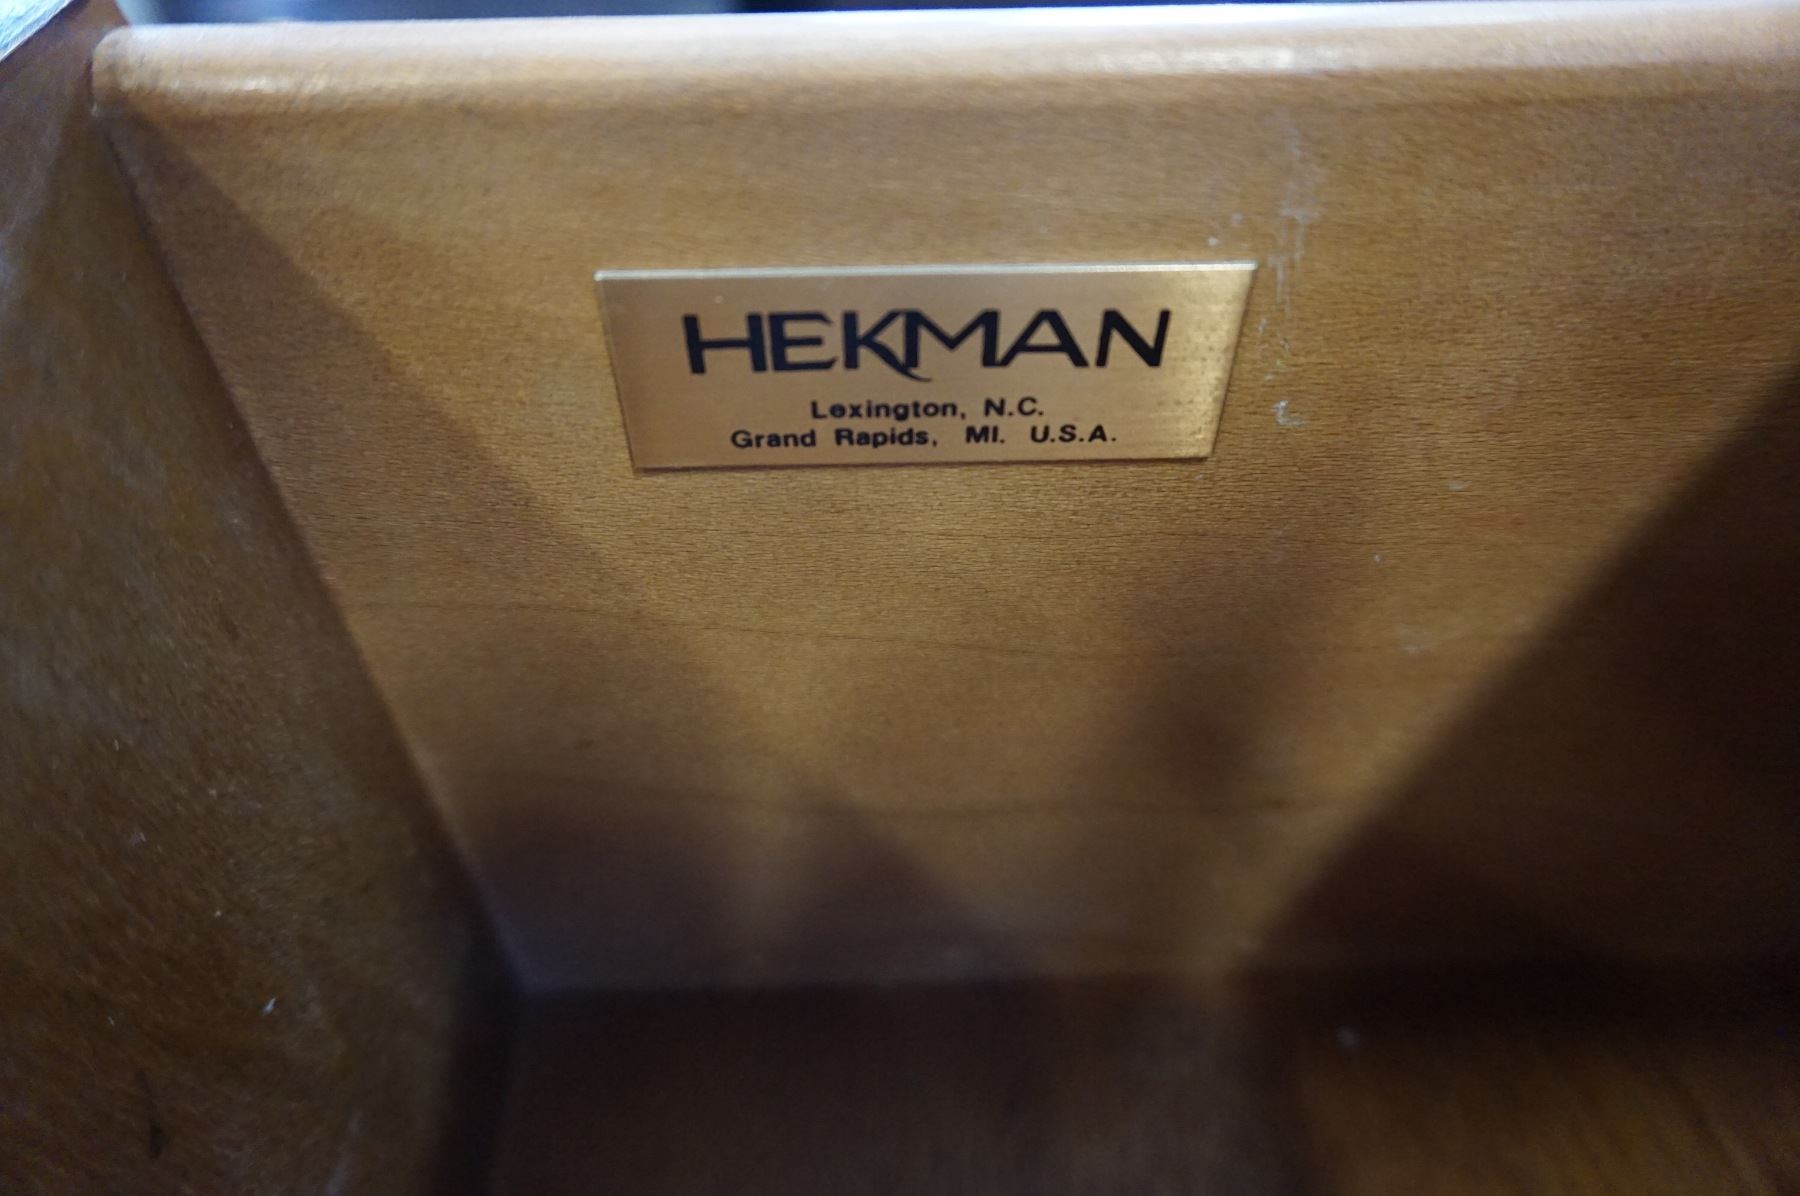 HEKMAN
Lexington, N.C.
Grand Rapids, MI. U.S.A.